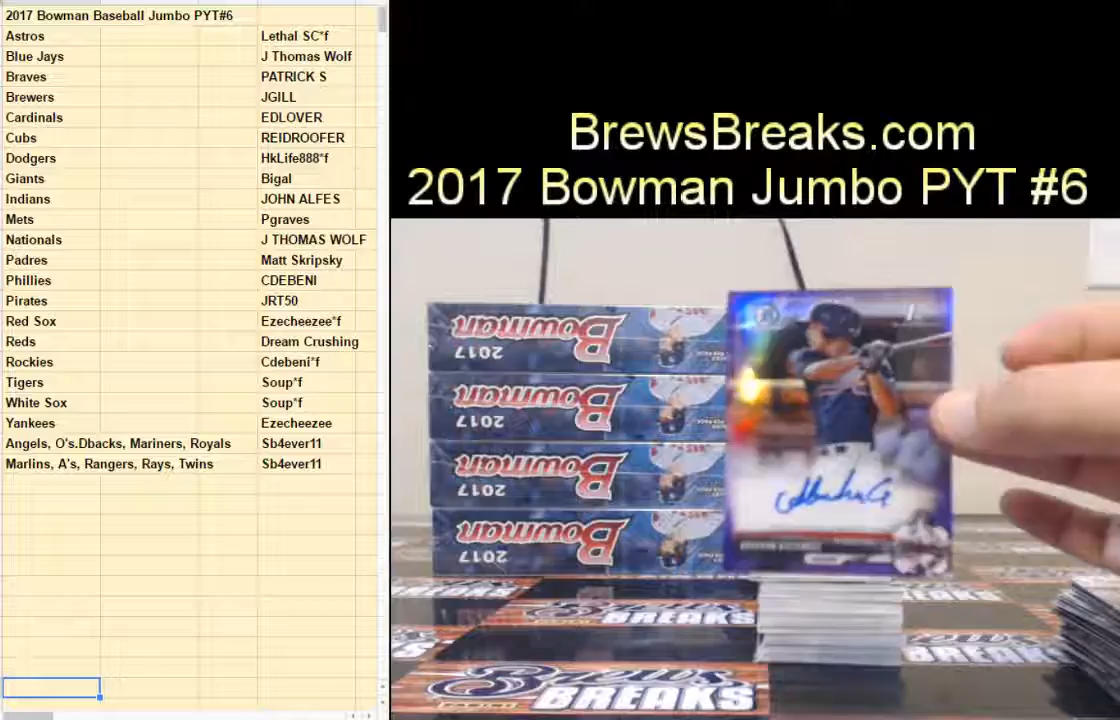 2017 Bowman Baseball Jumbo PYT#6
Astros Lethal SC*f
Blue Jays J Thomas Wolf
Braves PATRICK S
Brewers JGILL
Cardinals EDLOVER
Cubs REIDROOFER
Dodgers HkLife888*f
Giants Bigal
Indians JOHN ALFES
Mets Pgraves
Nationals J THOMAS WOLF
Padres Matt Skripsky
Phillies CDEBENI
Pirates JRT50
Red Sox Ezecheezee*f
Reds Dream Crushing
Rockies Cdebeni*f
Tigers Soup*f
White Sox Soup*f
Yankees Ezecheezee
Angels, O's.Dbacks, Mariners, Royals Sb4ever11
Marlins, A's, Rangers, Rays, Twins Sb4ever11
BrewsBreaks.com
2017 Bowman Jumbo PYT #6
Bowman
2017
Bowman
2017
Bowman
2017
Bowman
2017
Brews
BREAKS